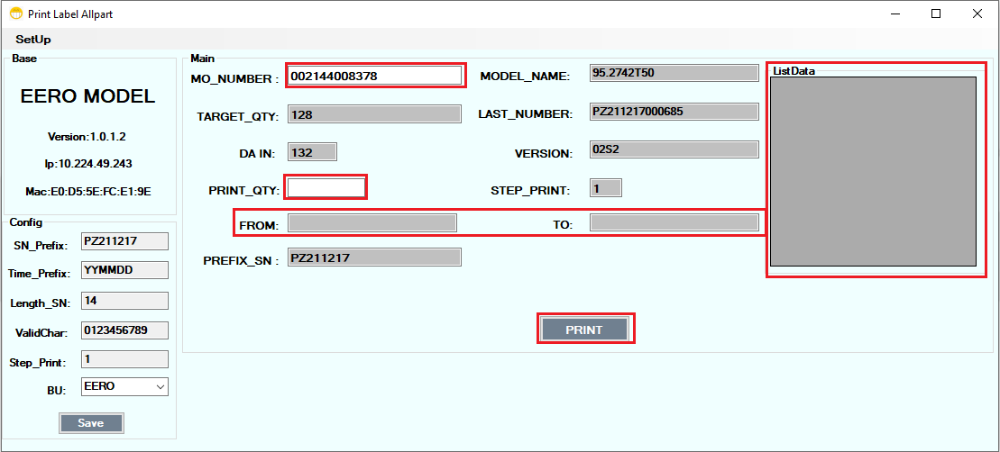 Print Label Allpart
SetUp
Base
EERO MODEL
Version:1.0.1.2
Ip:10.224.49.243
Mac:E0:D5:5E:FC:E1:9E
Config
SN_Prefix: PZ211217
Time_Prefix: YYMMDD
Length_SN: 14
ValidChar: 0123456789
Step_Print: 1
BU: EERO
Save
Main
MO_NUMBER : 002144008378
MODEL_NAME: 95.2742T50
TARGET_QTY: 128
LAST_NUMBER: PZ211217000685
DA IN: 132
VERSION: 02S2
PRINT_QTY:
STEP_PRINT: 1
FROM:
TO:
PREFIX_SN : PZ211217
PRINT
ListData